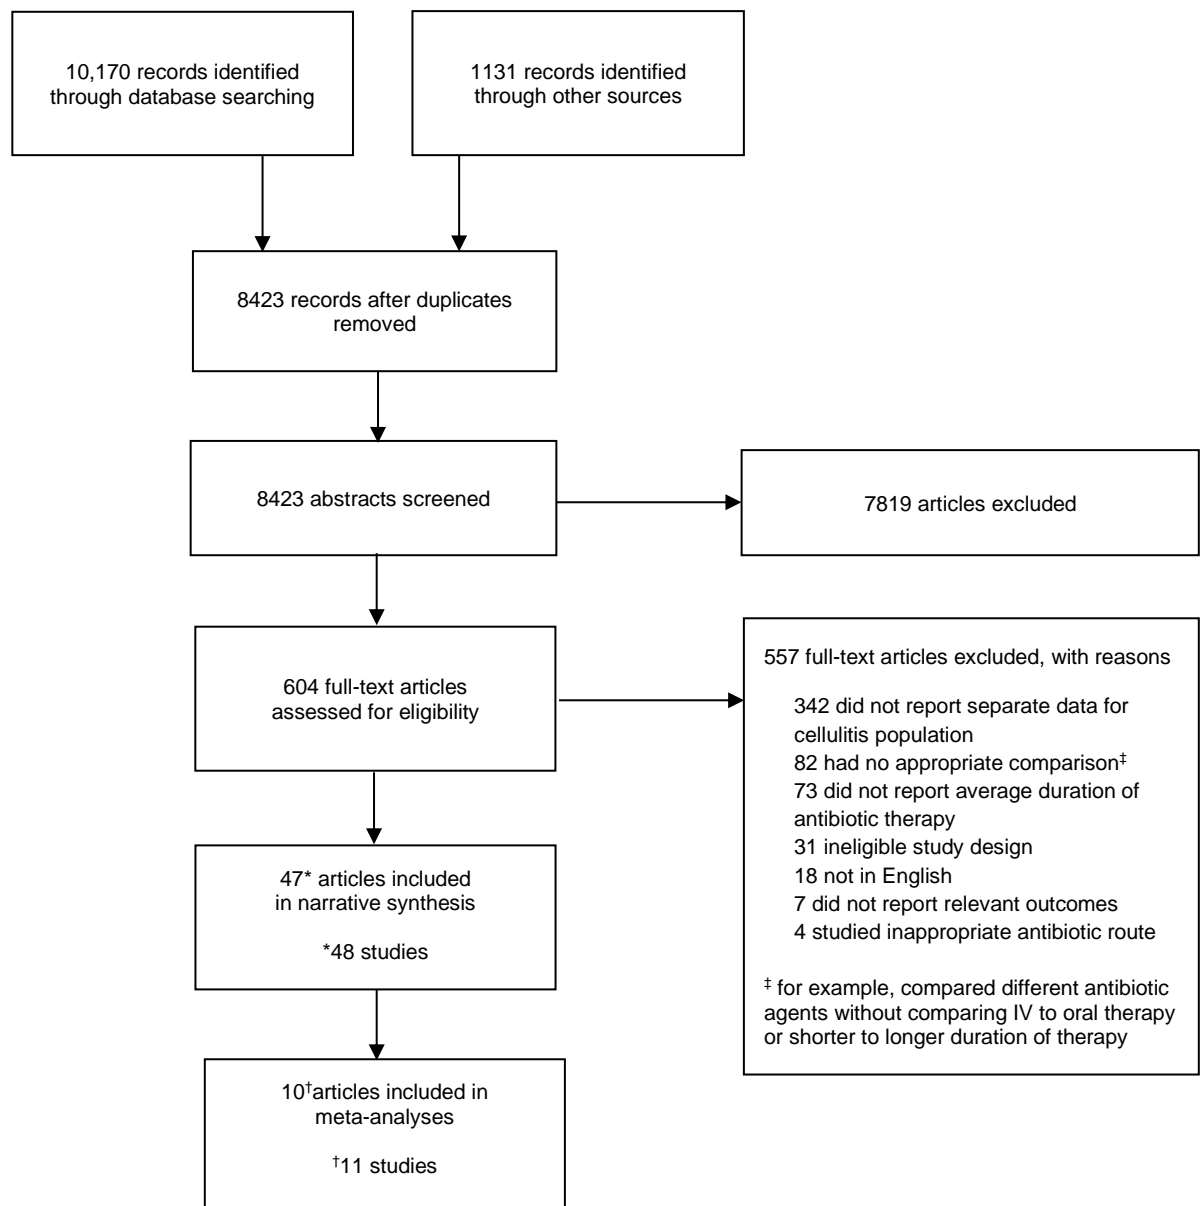 10,170 records identified
through database searching
1131 records identified
through other sources
8423 records after duplicates
removed
8423 abstracts screened
7819 articles excluded
604 full-text articles
assessed for eligibility
557 full-text articles excluded, with reasons
342 did not report separate data for
cellulitis population
82 had no appropriate comparison‡
73 did not report average duration of
antibiotic therapy
31 ineligible study design
18 not in English
7 did not report relevant outcomes
4 studied inappropriate antibiotic route
‡ for example, compared different antibiotic
agents without comparing IV to oral therapy
or shorter to longer duration of therapy
47* articles included
in narrative synthesis
*48 studies
10†articles included in
meta-analyses
†11 studies